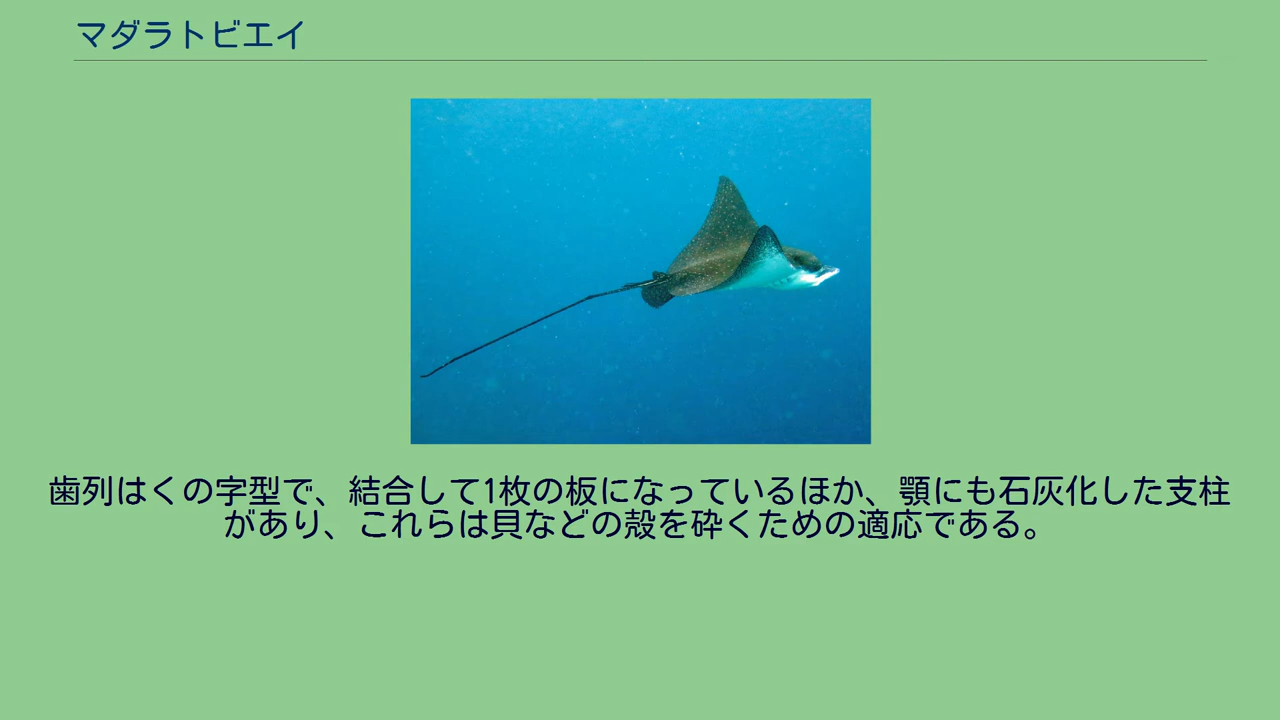 マダラトビエイ
歯列はくの字型で、結合して1枚の板になっているほか、顎にも石灰化した支柱
があり、これらは貝などの殻を砕くための適応である。